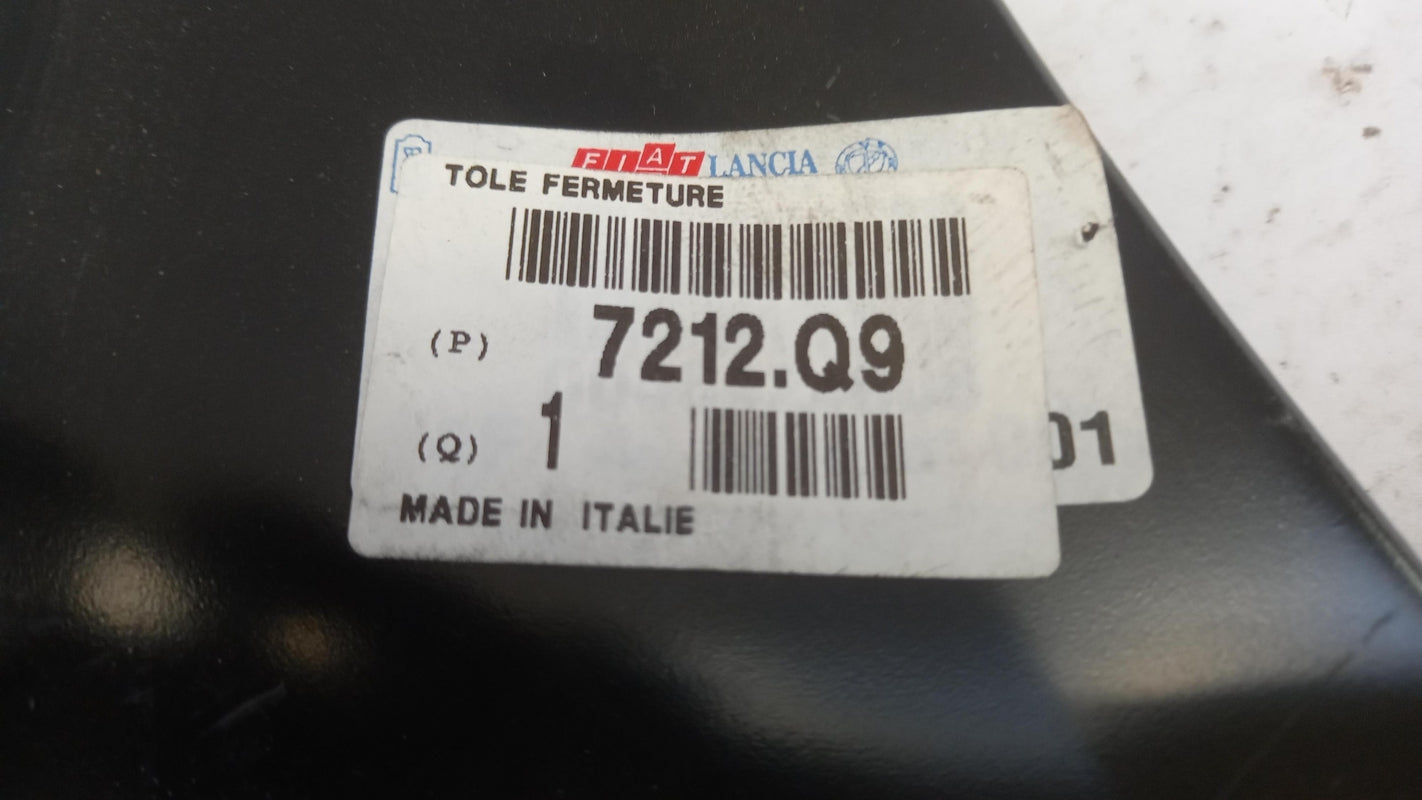 FIAT LANCIA
TOLE FERMETURE
(P) 7212.Q9
01
(Q) 1
MADE IN ITALIE